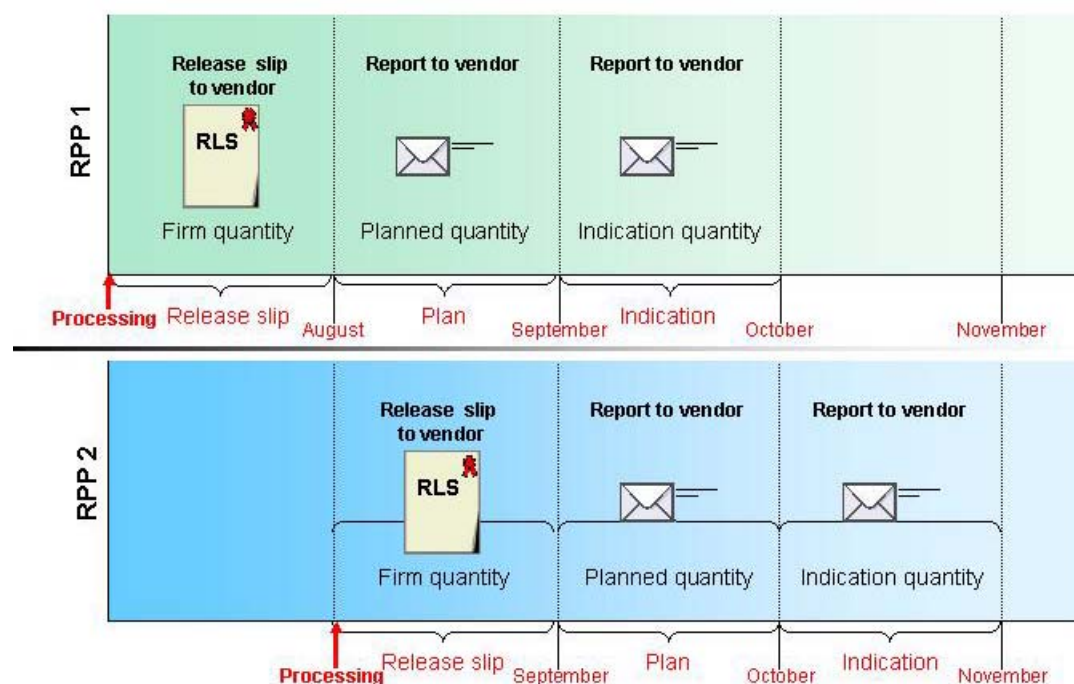 RPP 1
Release slip
to vendor
Report to vendor
Report to vendor
RLS
Firm quantity
Planned quantity
Indication quantity
Processing
Release slip
August
Plan
September
Indication
October
November
RPP 2
Release slip
to vendor
Report to vendor
Report to vendor
RLS
Firm quantity
Planned quantity
Indication quantity
Processing
Release slip
September
Plan
October
Indication
November